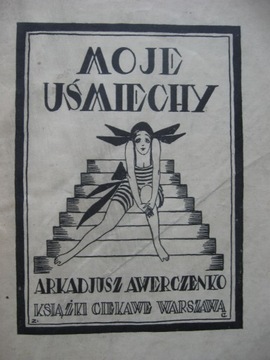 MOJE
UŚMIECHY
ARKADJUSZ AWERCZENKO
KSIĄŻKI CIEKAWE WARSZAWA
Z. G.